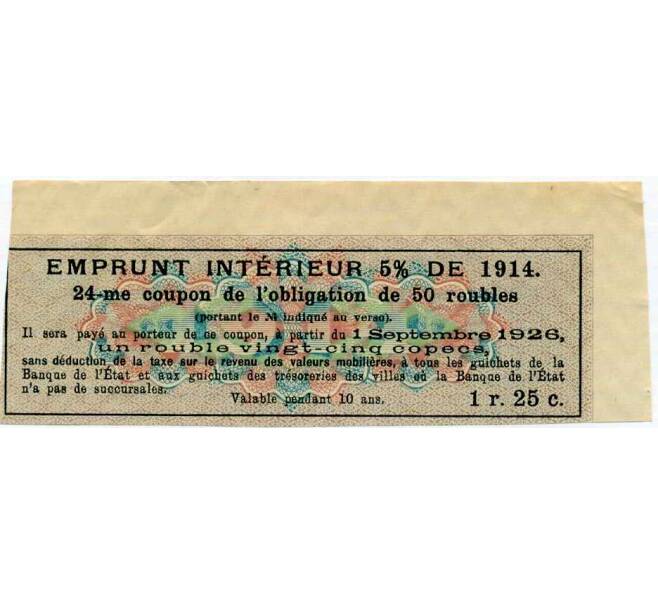 EMPRUNT INTÉRIEUR 5% DE 1914.
24-me coupon de l'obligation de 50 roubles
(portant le № indiqué au verso).
Il sera payé au porteur de ce coupon, à partir du 1 Septembre 1926,
un rouble vingt-cinq copecs,
sans déduction de la taxe sur le revenu des valeurs mobilières, à tous les guichets de la
Banque de l'État et aux guichets des trésoreries des villes où la Banque de l'État
n'a pas de succursales.
Valable pendant 10 ans.
1 r. 25 c.